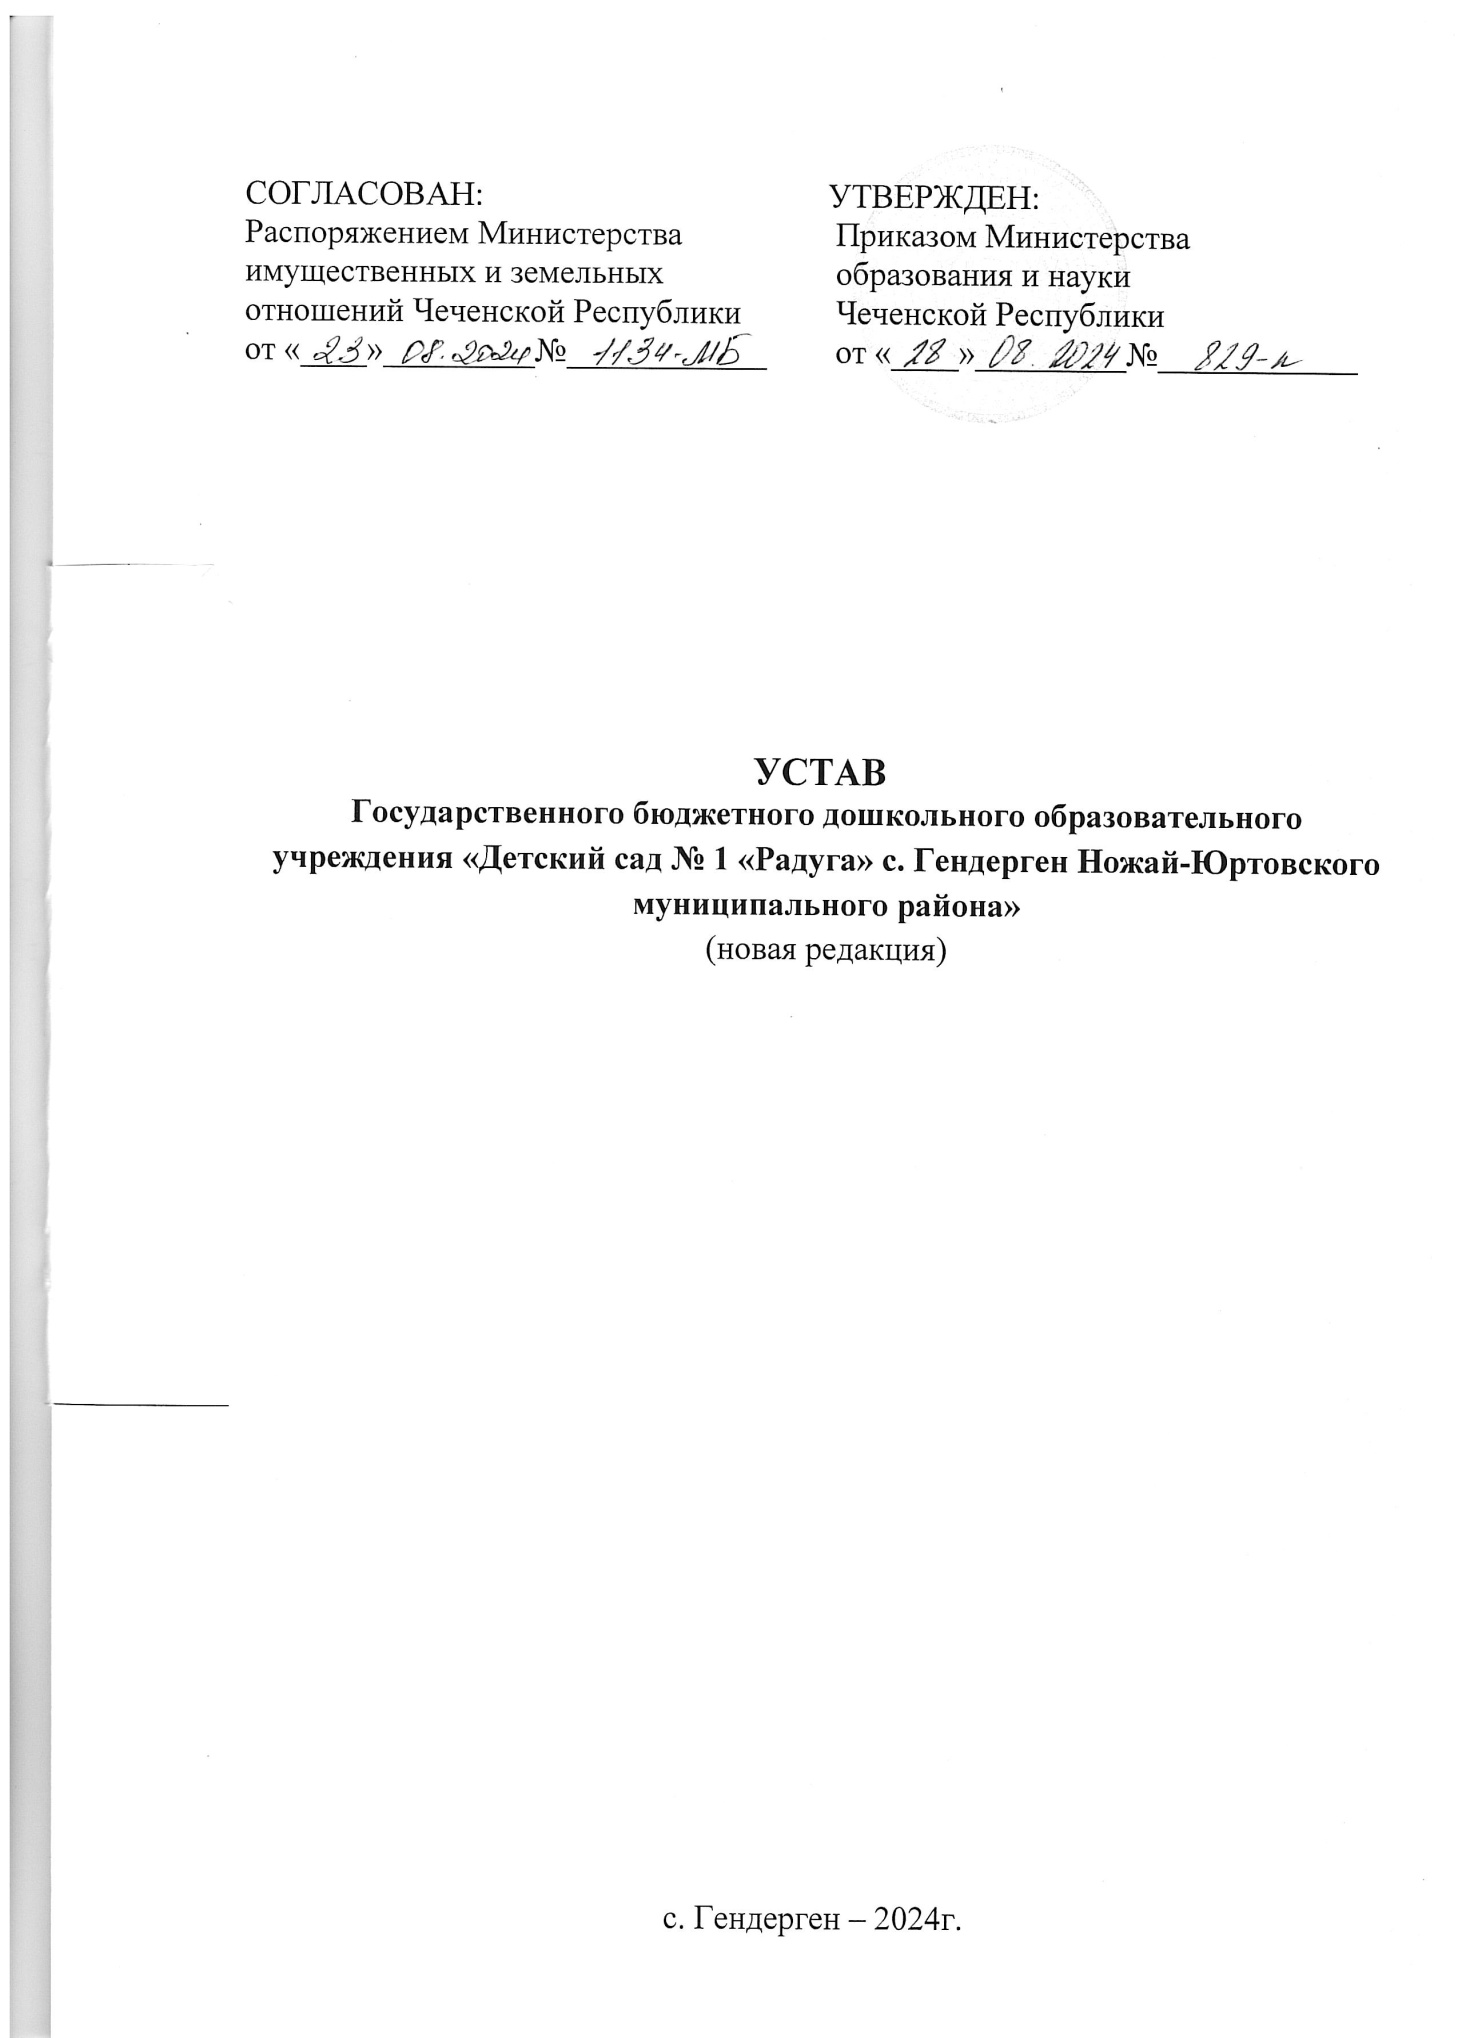 СОГЛАСОВАН:
Распоряжением Министерства
имущественных и земельных
отношений Чеченской Республики
от «23» 08.2024 № 1134-МБ
УТВЕРЖДЕН:
Приказом Министерства
образования и науки
Чеченской Республики
от «28» 08.2024 № 829-п
УСТАВ
Государственного бюджетного дошкольного образовательного
учреждения «Детский сад № 1 «Радуга» с. Гендерген Ножай-Юртовского
муниципального района»
(новая редакция)
с. Гендерген – 2024г.